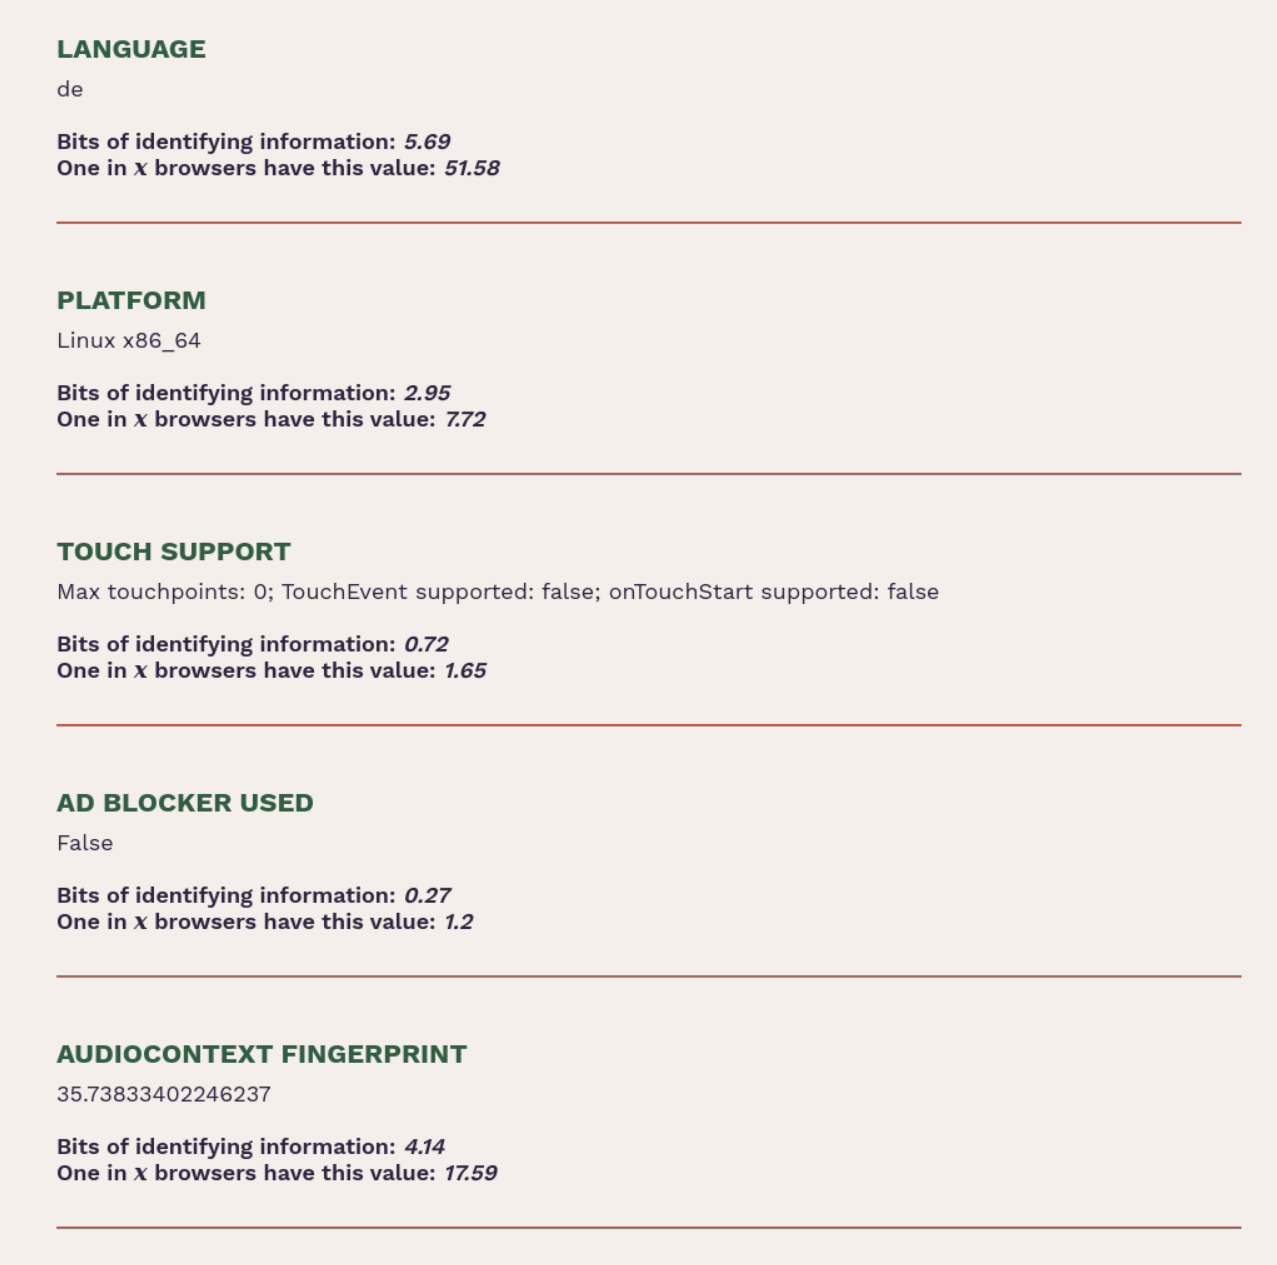 LANGUAGE
de
Bits of identifying information: 5.69
One in x browsers have this value: 51.58
PLATFORM
Linux x86_64
Bits of identifying information: 2.95
One in x browsers have this value: 7.72
TOUCH SUPPORT
Max touchpoints: 0; TouchEvent supported: false; onTouchStart supported: false
Bits of identifying information: 0.72
One in x browsers have this value: 1.65
AD BLOCKER USED
False
Bits of identifying information: 0.27
One in x browsers have this value: 1.2
AUDIOCONTEXT FINGERPRINT
35.73833402246237
Bits of identifying information: 4.14
One in x browsers have this value: 17.59